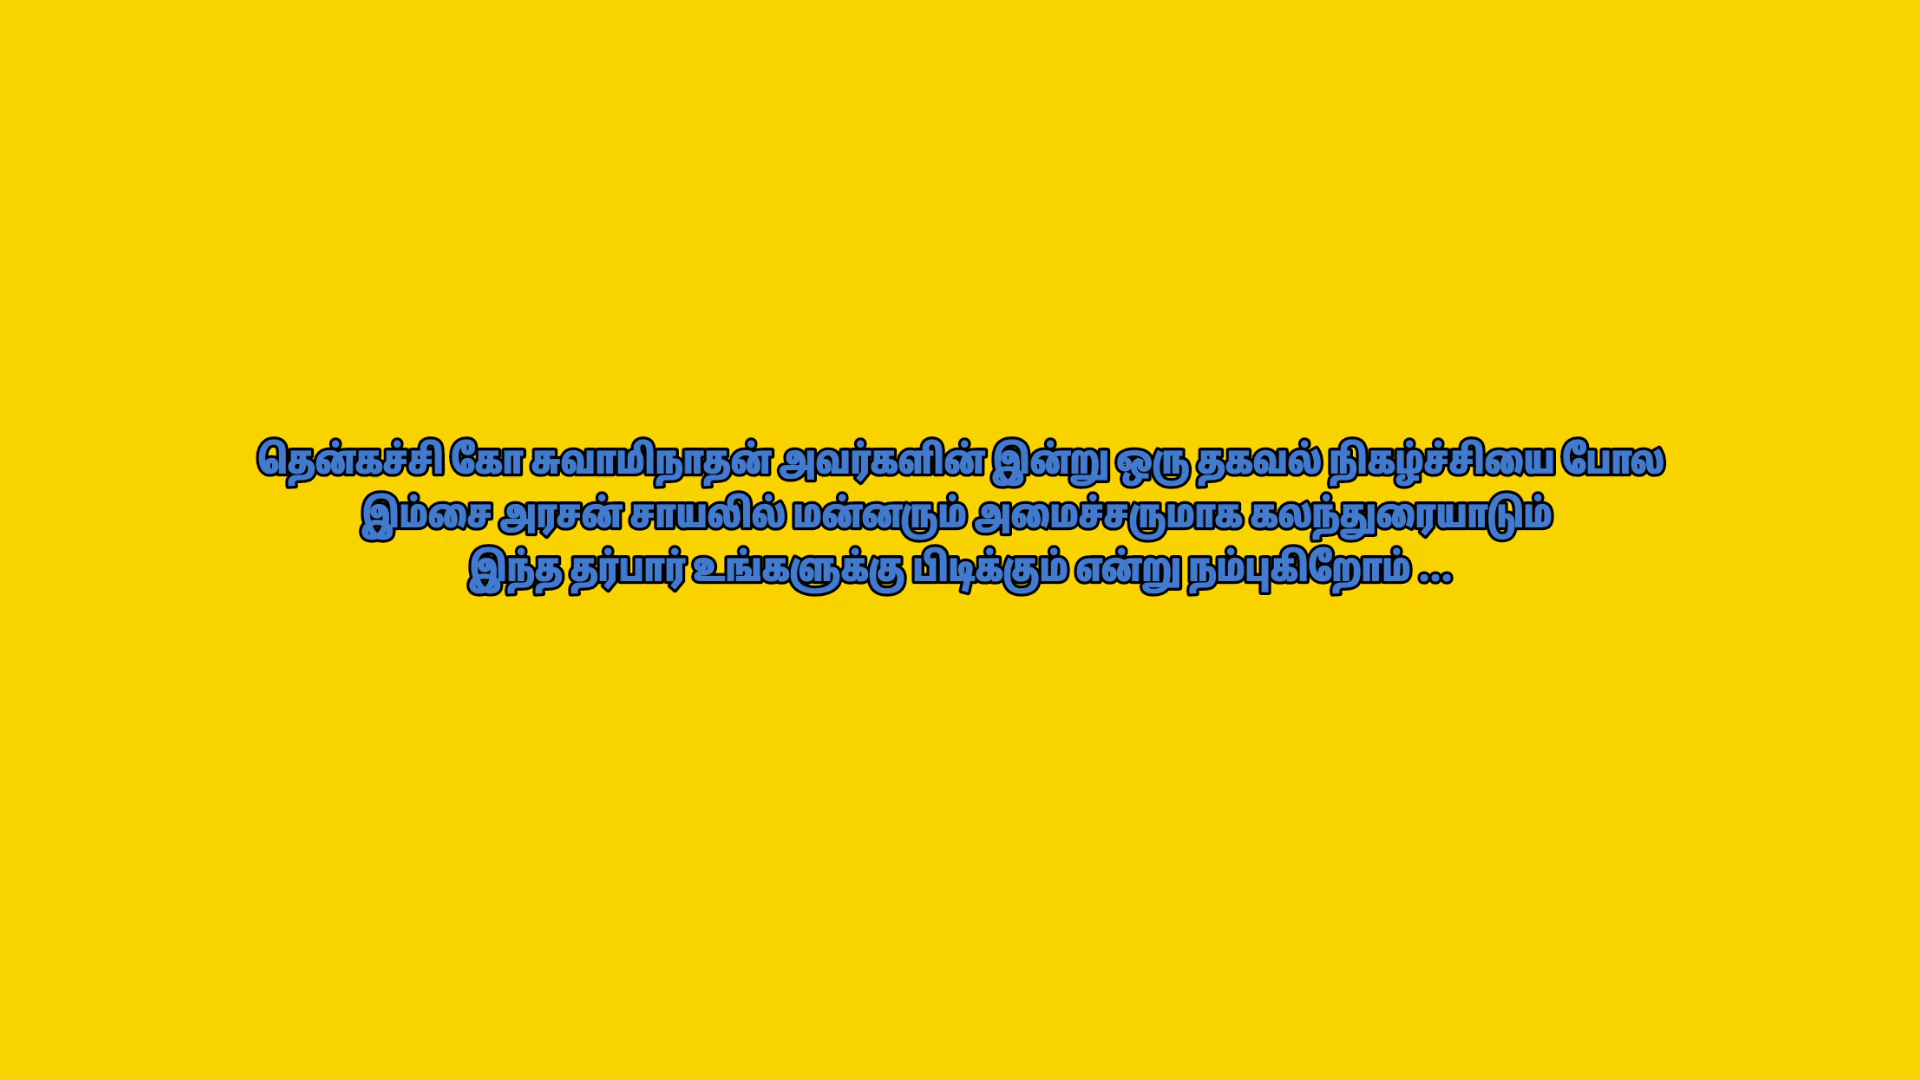 தென்கச்சி கோ சுவாமிநாதன் அவர்களின் இன்று ஒரு தகவல் நிகழ்ச்சியை போல
இம்சை அரசன் சாயலில் மன்னரும் அமைச்சருமாக கலந்துரையாடும்
இந்த தர்பார் உங்களுக்கு பிடிக்கும் என்று நம்புகிறோம் ...